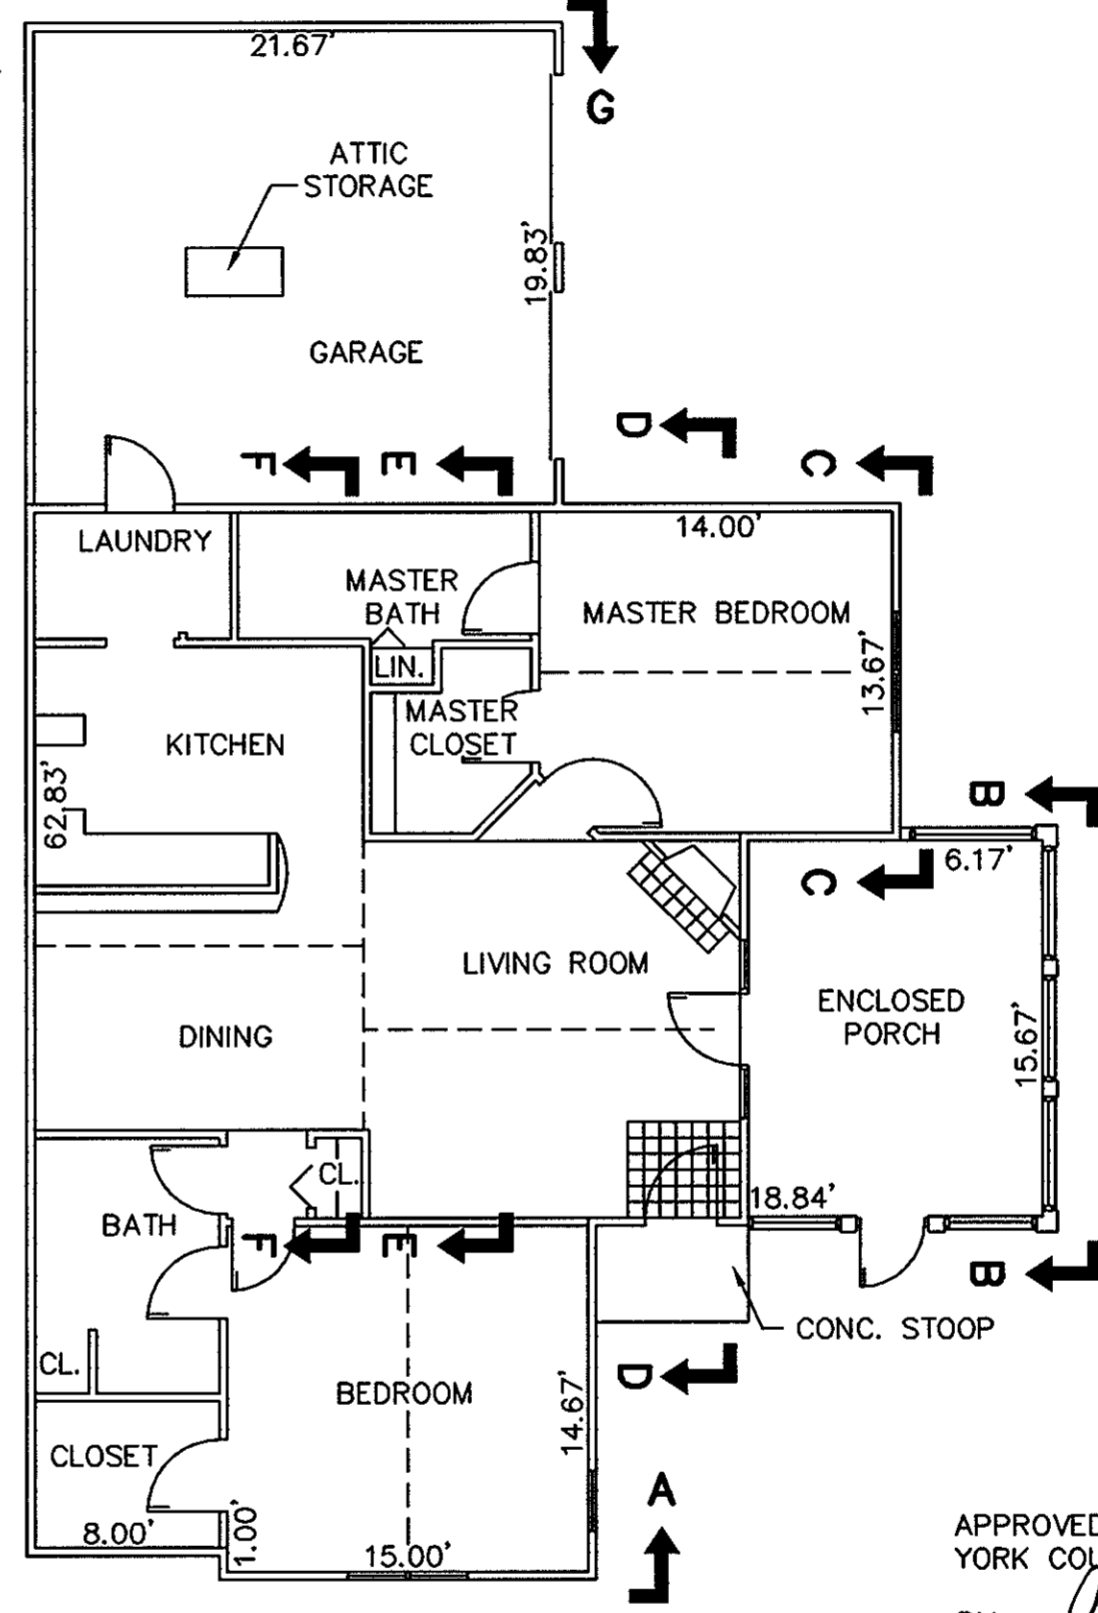 21.67'
G
ATTIC
STORAGE
19.83'
GARAGE
D
C
F
E
LAUNDRY
14.00'
MASTER
BATH
MASTER BEDROOM
LIN.
13.67'
MASTER
CLOSET
KITCHEN
62.83'
B
6.17'
C
LIVING ROOM
ENCLOSED
PORCH
DINING
15.67'
CL.
18.84'
BATH
F
E
B
CONC. STOOP
CL.
D
BEDROOM
14.67'
CLOSET
A
8.00'
1.00'
15.00'
APPROVED
YORK